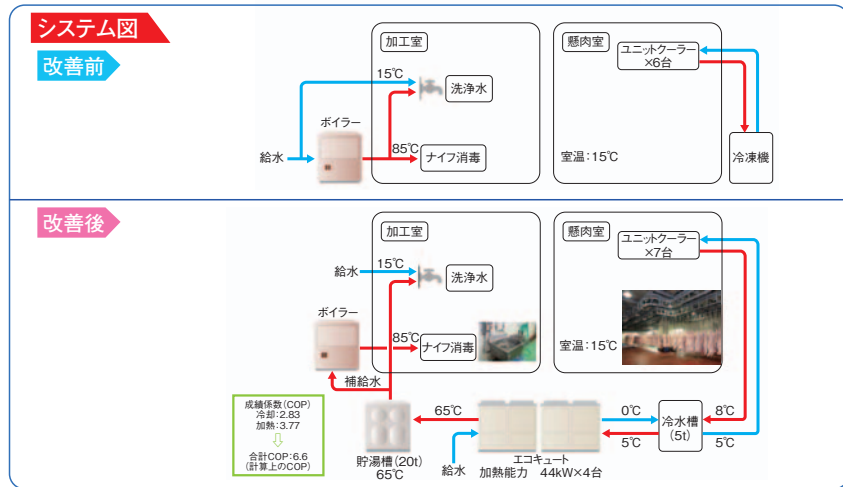 システム図
改善前
加工室
懸肉室
ユニットクーラー
×6台
15℃
洗浄水
ボイラー
給水
85℃
ナイフ消毒
室温:15℃
冷凍機
改善後
加工室
懸肉室
ユニットクーラー
×7台
給水
15℃
洗浄水
ボイラー
85℃
ナイフ消毒
室温:15℃
補給水
成績係数(COP)
冷却:2.83
加熱:3.77
合計COP:6.6
(計算上のCOP)
65℃
0℃
冷水槽
(5t)
8℃
5℃
5℃
貯湯槽(20t)
65℃
給水
エコキュート
加熱能力 44kW×4台